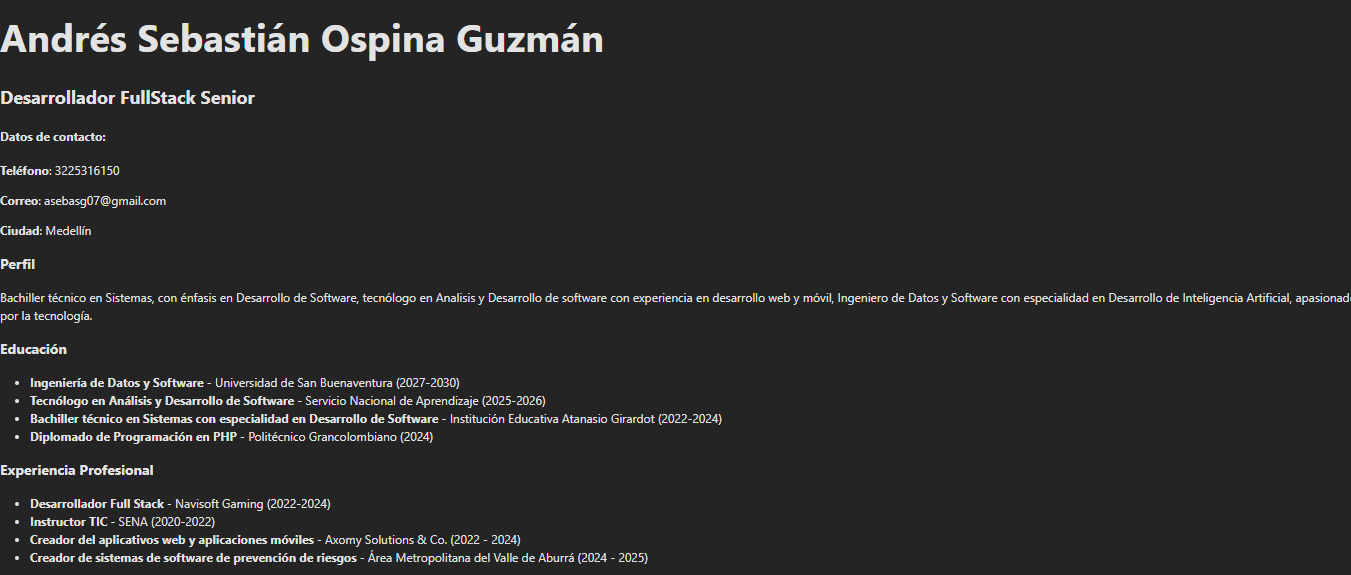 Andrés Sebastián Ospina Guzmán
Desarrollador FullStack Senior
Datos de contacto:
Teléfono: 3225316150
Correo: asebasg07@gmail.com
Ciudad: Medellín
Perfil
Bachiller técnico en Sistemas, con énfasis en Desarrollo de Software, tecnólogo en Analisis y Desarrollo de software con experiencia en desarrollo web y móvil, Ingeniero de Datos y Software con especialidad en Desarrollo de Inteligencia Artificial, apasionado
por la tecnología.
Educación
• Ingeniería de Datos y Software - Universidad de San Buenaventura (2027-2030)
• Tecnólogo en Análisis y Desarrollo de Software - Servicio Nacional de Aprendizaje (2025-2026)
• Bachiller técnico en Sistemas con especialidad en Desarrollo de Software - Institución Educativa Atanasio Girardot (2022-2024)
• Diplomado de Programación en PHP - Politécnico Grancolombiano (2024)
Experiencia Profesional
• Desarrollador Full Stack - Navisoft Gaming (2022-2024)
• Instructor TIC - SENA (2020-2022)
• Creador del aplicativos web y aplicaciones móviles - Axomy Solutions & Co. (2022 - 2024)
• Creador de sistemas de software de prevención de riesgos - Área Metropolitana del Valle de Aburrá (2024 - 2025)